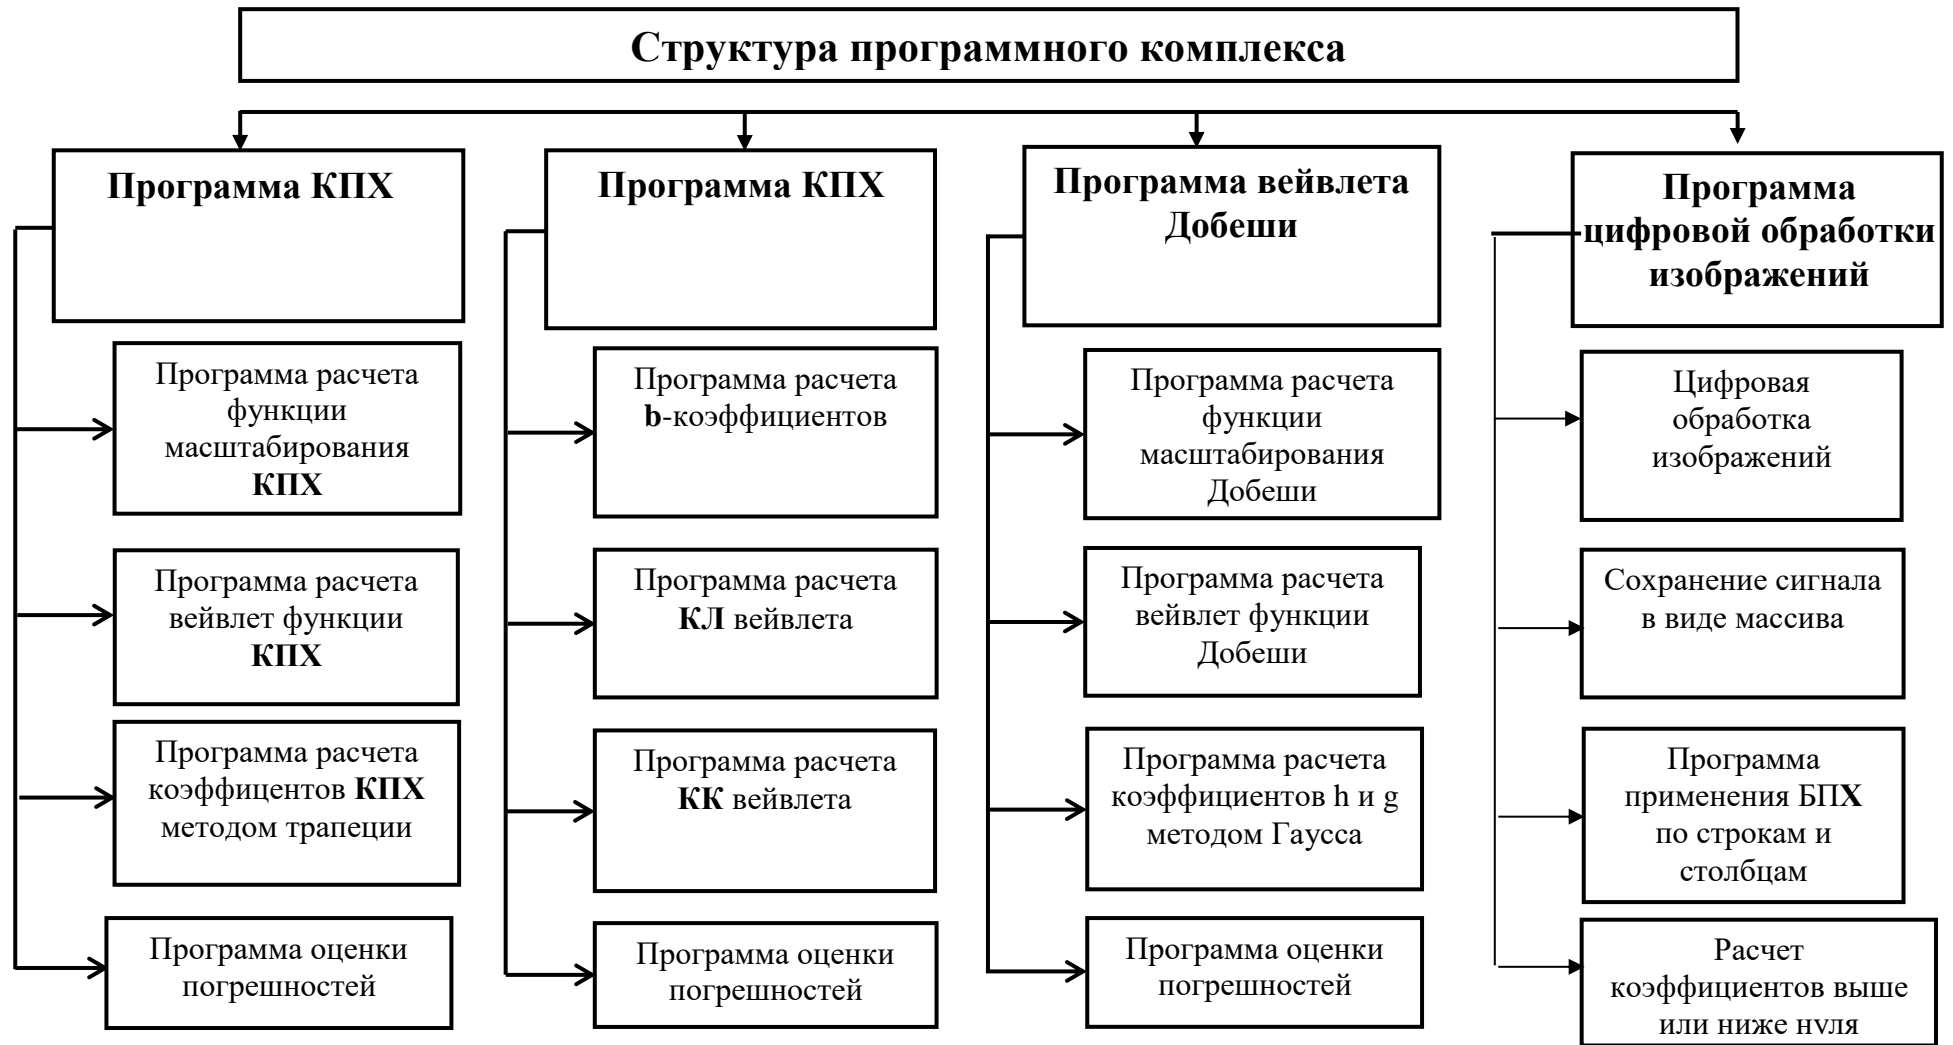 Структура программного комплекса
Программа КПХ
Программа расчета
функции
масштабирования
КПХ
Программа расчета
вейвлет функции
КПХ
Программа расчета
коэффицентов КПХ
методом трапеции
Программа оценки
погрешностей
Программа КПХ
Программа расчета
b-коэффициентов
Программа расчета
КЛ вейвлета
Программа расчета
КК вейвлета
Программа оценки
погрешностей
Программа вейвлета
Добеши
Программа расчета
функции
масштабирования
Добеши
Программа расчета
вейвлет функции
Добеши
Программа расчета
коэффициентов h и g
методом Гаусса
Программа оценки
погрешностей
Программа
цифровой обработки
изображений
Цифровая
обработка
изображений
Сохранение сигнала
в виде массива
Программа
применения БПХ
по строкам и
столбцам
Расчет
коэффициентов выше
или ниже нуля